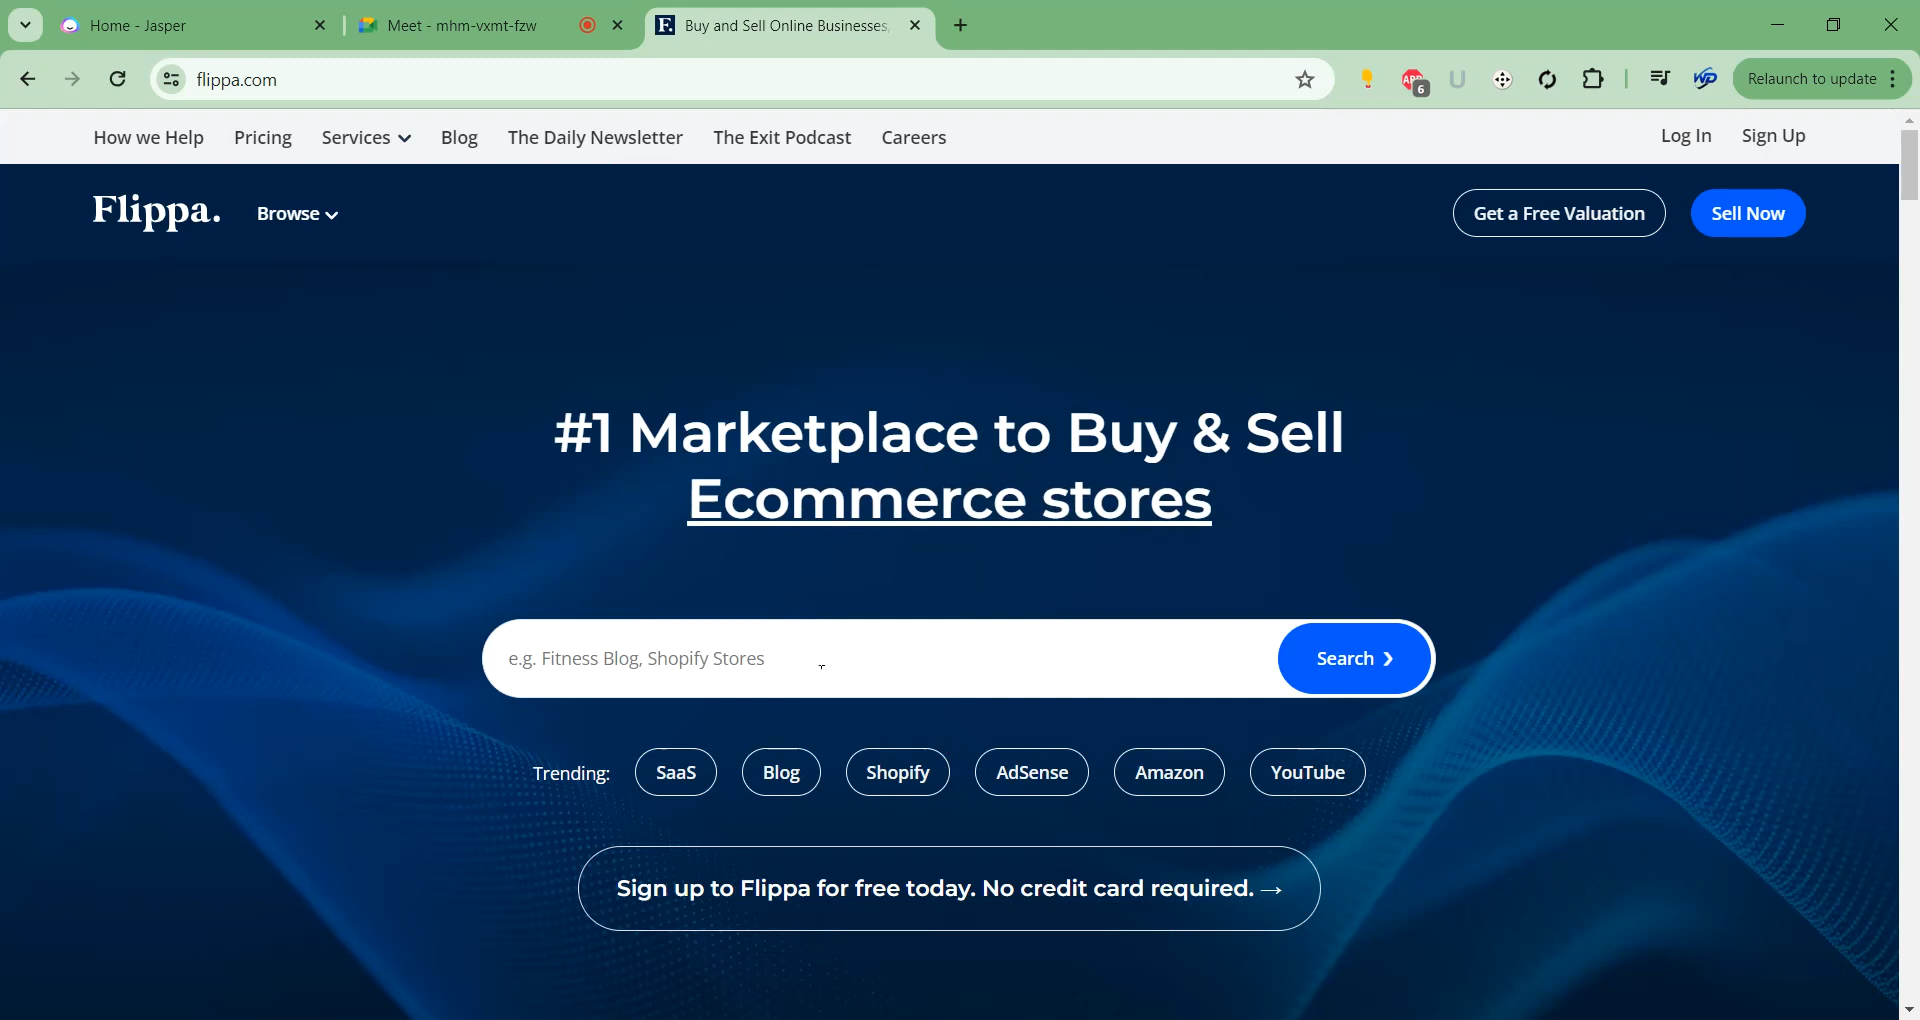 Home - Jasper
Meet - mhm-vxmt-fzw
Buy and Sell Online Businesses,
flippa.com
ABP
6
U
WP
Relaunch to update
How we Help Pricing Services Blog The Daily Newsletter The Exit Podcast Careers Log In Sign Up
Flippa. Browse Get a Free Valuation Sell Now
#1 Marketplace to Buy & Sell
Ecommerce stores
e.g. Fitness Blog, Shopify Stores Search
Trending: SaaS Blog Shopify AdSense Amazon YouTube
Sign up to Flippa for free today. No credit card required. →